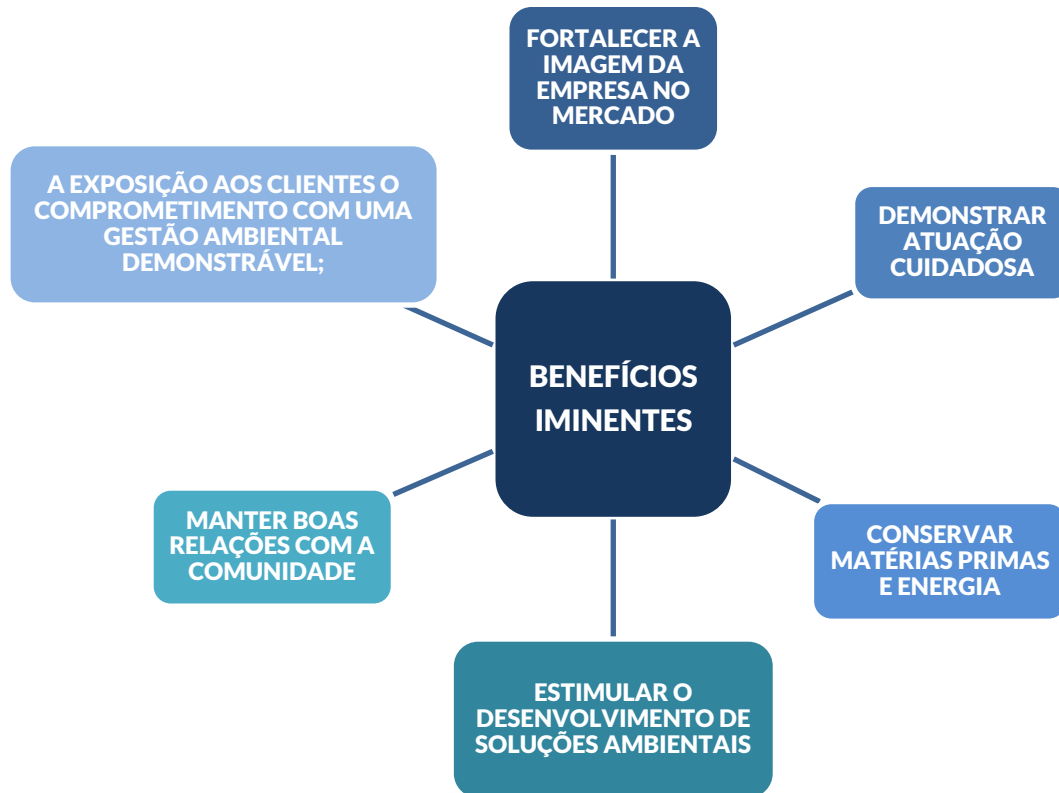 FORTALECER A
IMAGEM DA
EMPRESA NO
MERCADO
A EXPOSIÇÃO AOS CLIENTES O
COMPROMETIMENTO COM UMA
GESTÃO AMBIENTAL
DEMONSTRÁVEL;
DEMONSTRAR
ATUAÇÃO
CUIDADOSA
BENEFÍCIOS
IMINENTES
MANTER BOAS
RELAÇÕES COM A
COMUNIDADE
CONSERVAR
MATÉRIAS PRIMAS
E ENERGIA
ESTIMULAR O
DESENVOLVIMENTO DE
SOLUÇÕES AMBIENTAIS